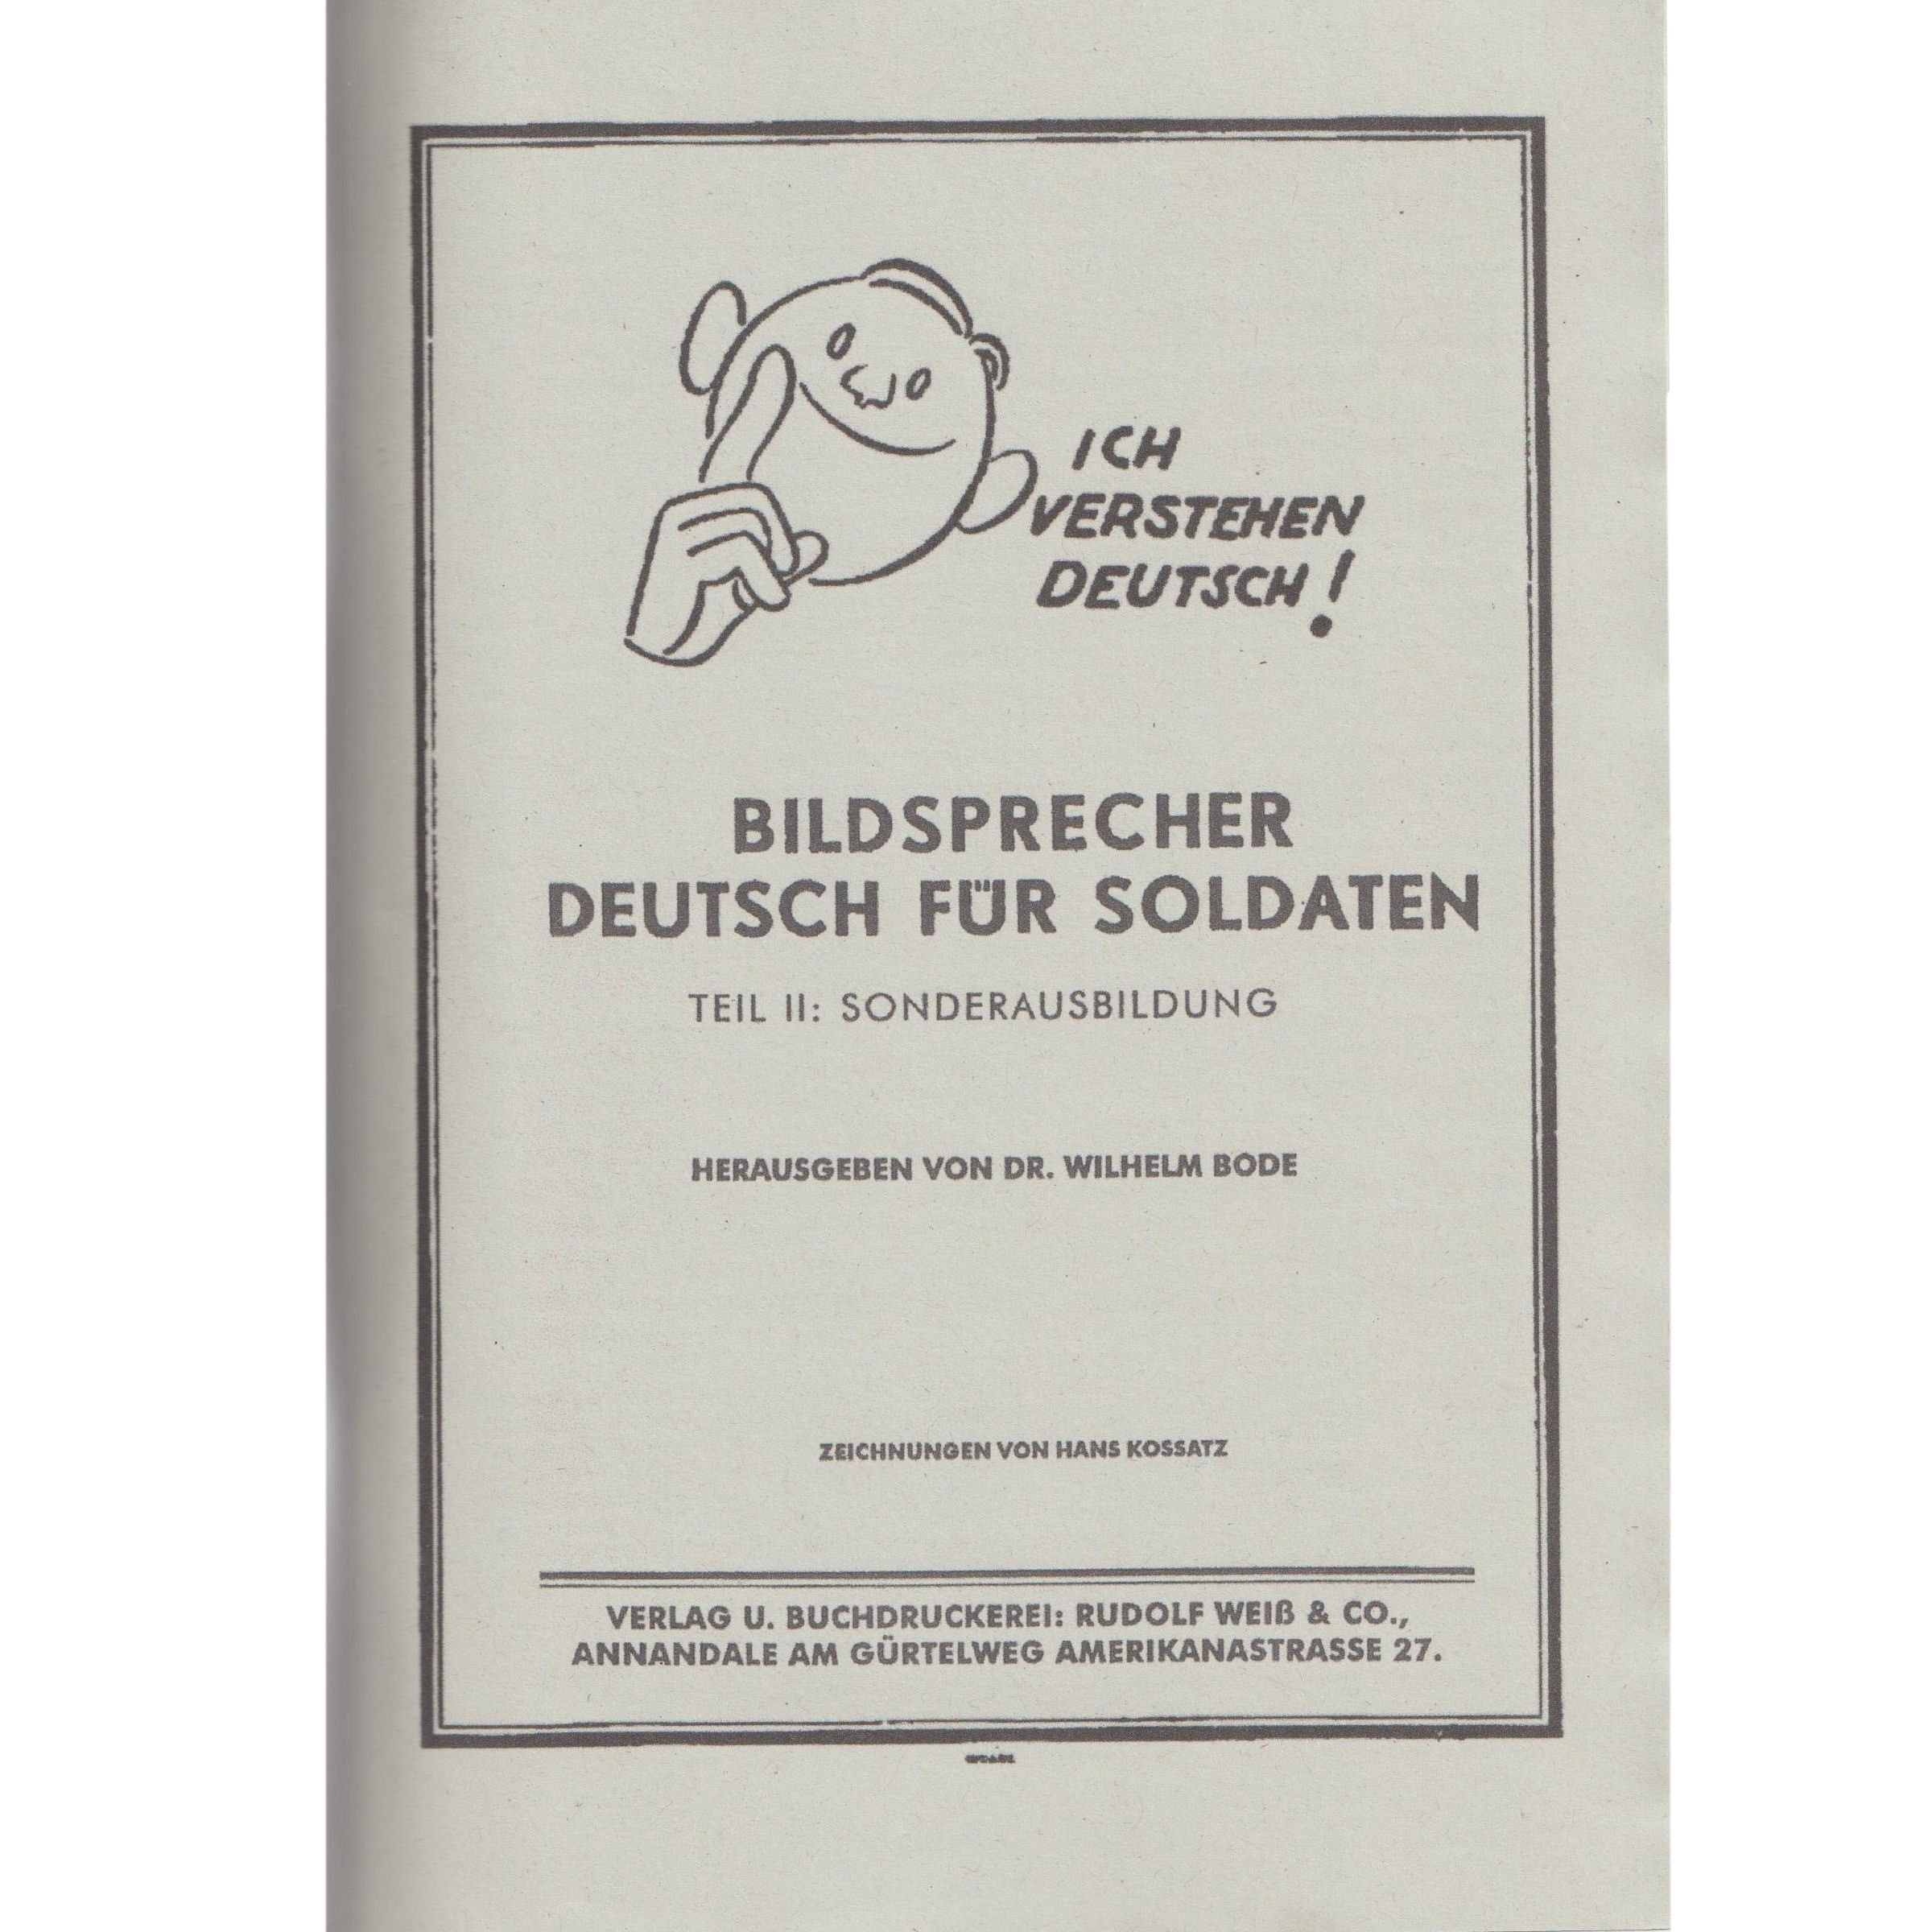 ICH
VERSTEHEN
DEUTSCH!
BILDSPRECHER
DEUTSCH FÜR SOLDATEN
TEIL II: SONDERAUSBILDUNG
HERAUSGEBEN VON DR. WILHELM BODE
ZEICHNUNGEN VON HANS KOSSATZ
VERLAG U. BUCHDRUCKEREI: RUDOLF WEIß & CO.,
ANNANDALE AM GÜRTELWEG AMERIKANASTRASSE 27.